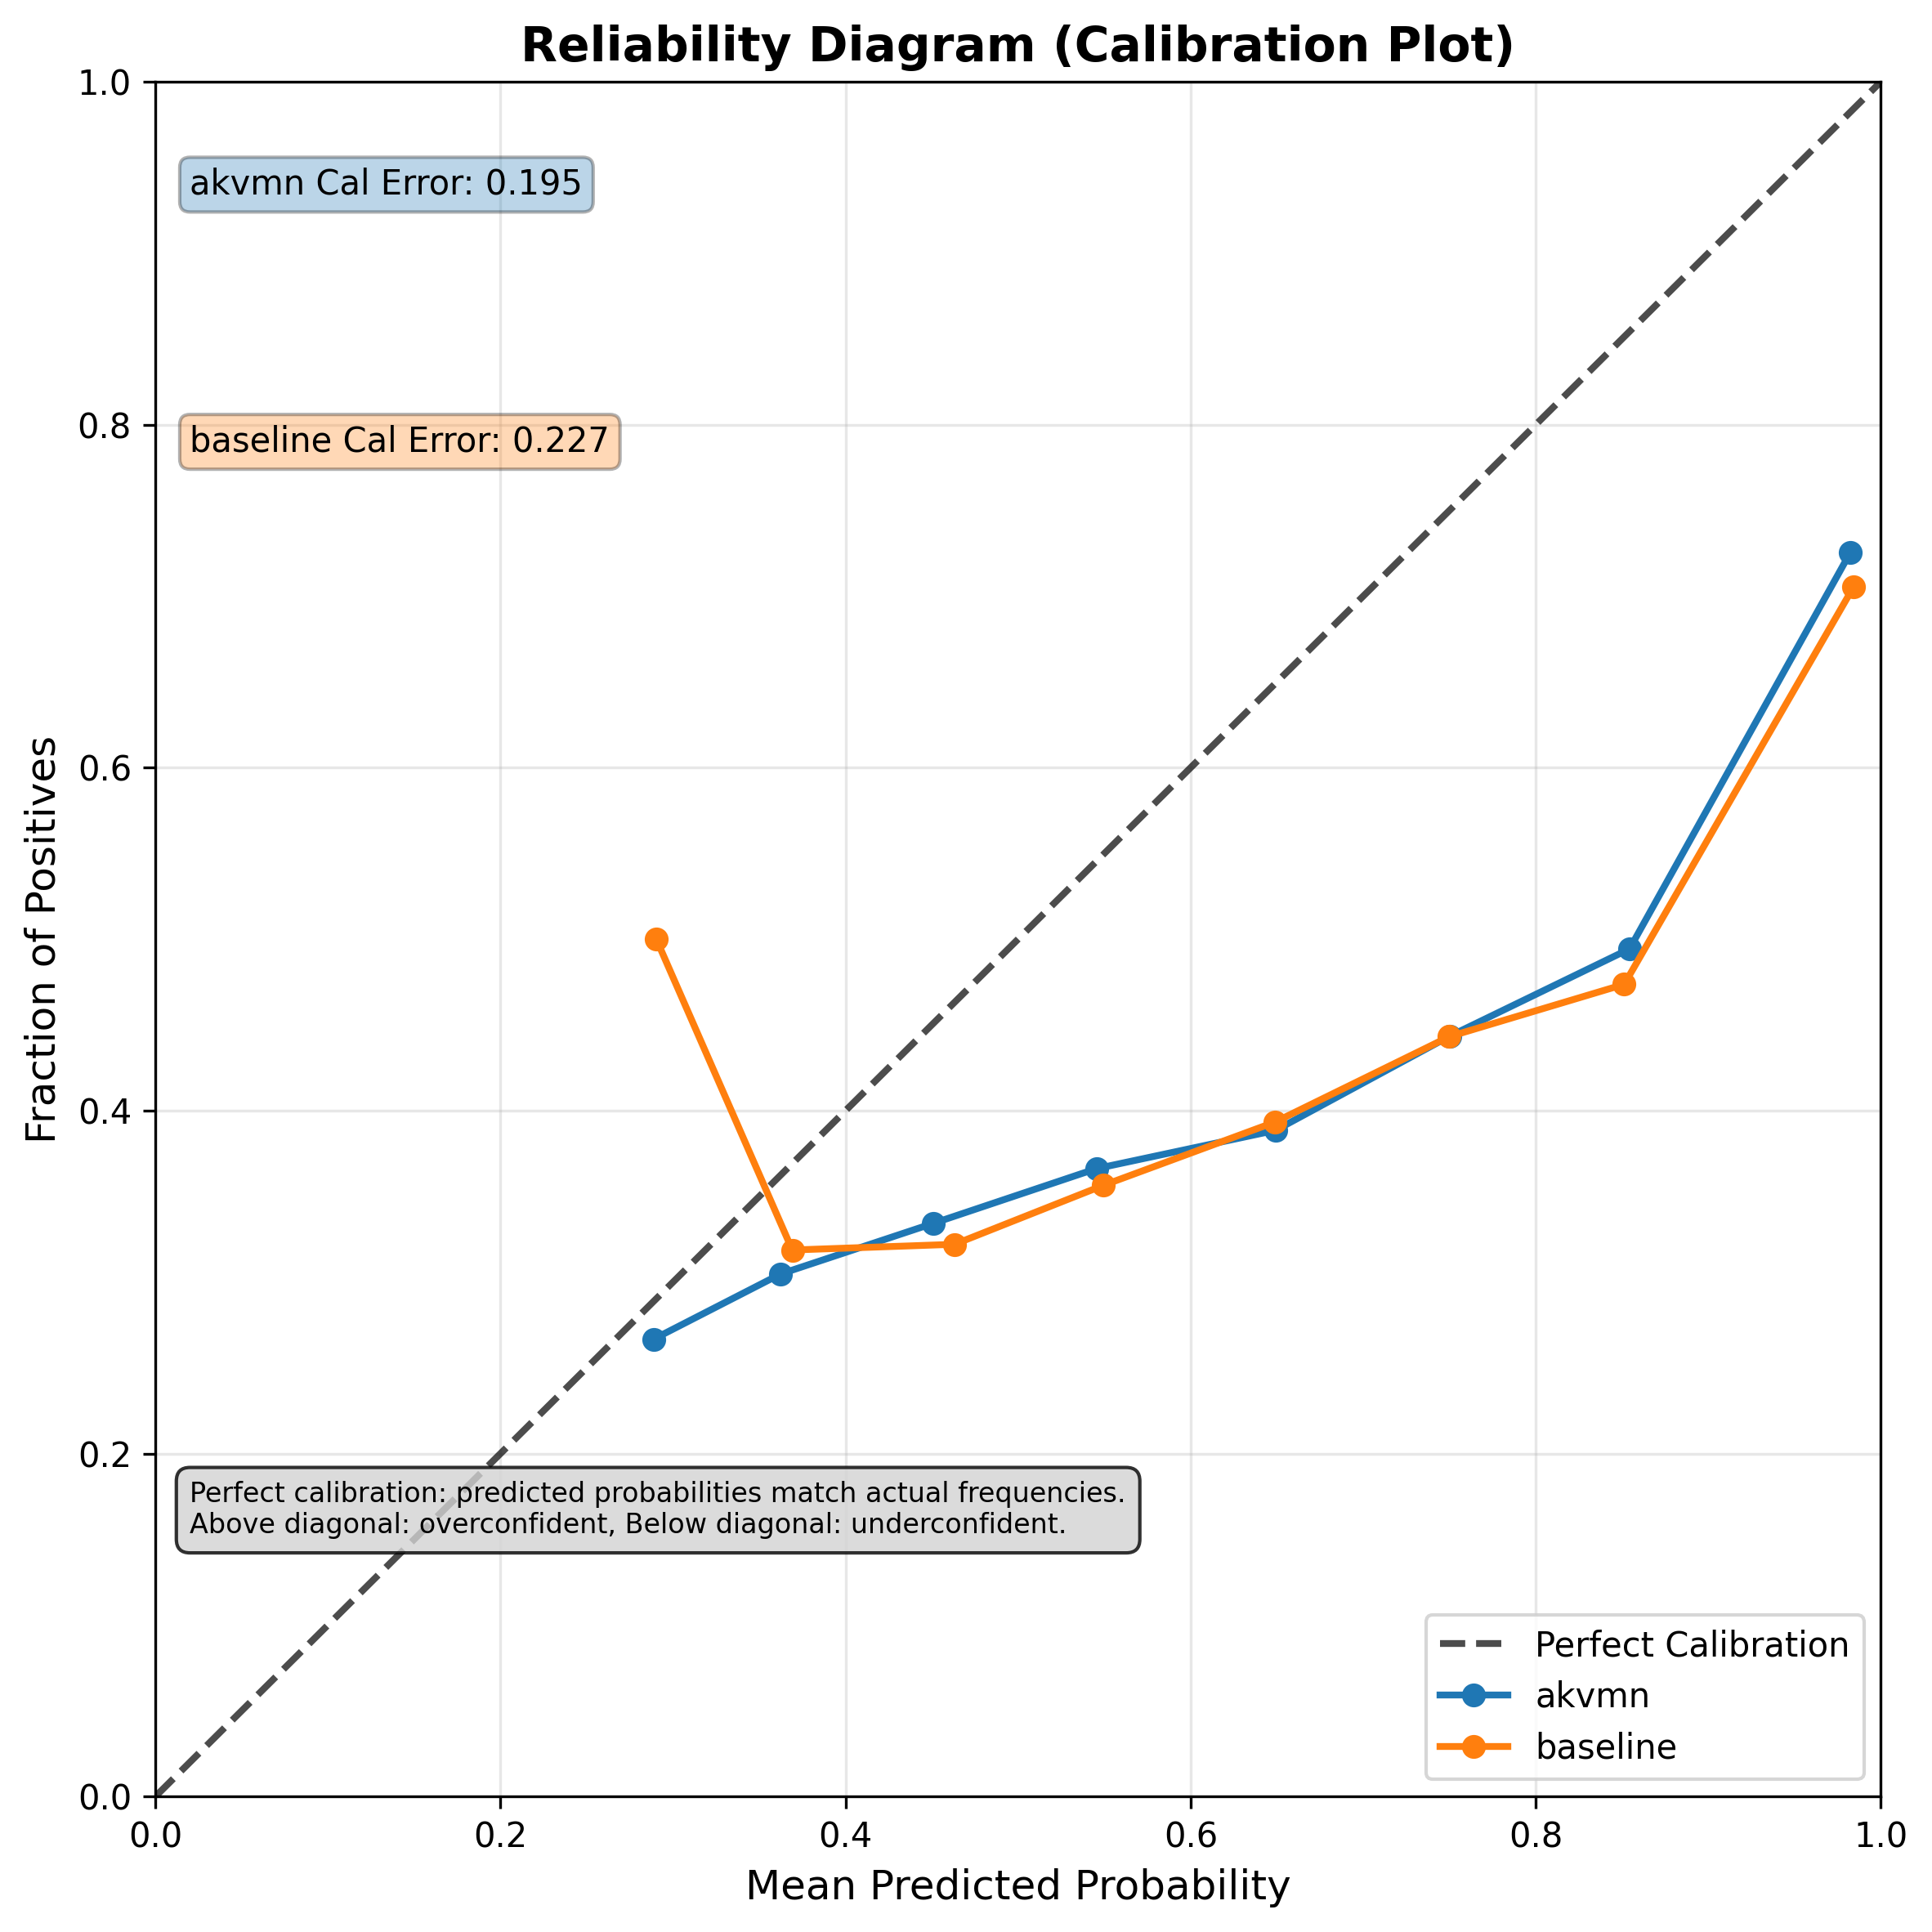 Reliability Diagram (Calibration Plot)
1.0
0.8
0.6
0.4
0.2
0.0
Fraction of Positives
akvmn Cal Error: 0.195
baseline Cal Error: 0.227
Perfect calibration: predicted probabilities match actual frequencies.
Above diagonal: overconfident, Below diagonal: underconfident.
Perfect Calibration
akvmn
baseline
0.0 0.2 0.4 0.6 0.8 1.0
Mean Predicted Probability